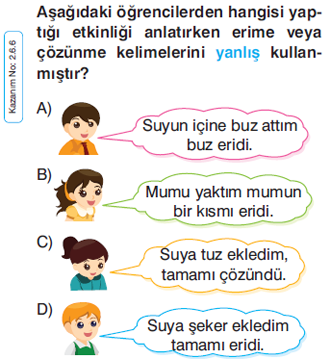 Aşağıdaki öğrencilerden hangisi yap-
tığı etkinliği anlatırken erime veya
çözünme kelimelerini yanlış kullan-
mıştır?
Kazanım No: 2.6.6
A)
Suyun içine buz attım
buz eridi.
B)
Mumu yaktım mumun
bir kısmı eridi.
C)
Suya tuz ekledim,
tamamı çözündü.
D)
Suya şeker ekledim
tamamı eridi.